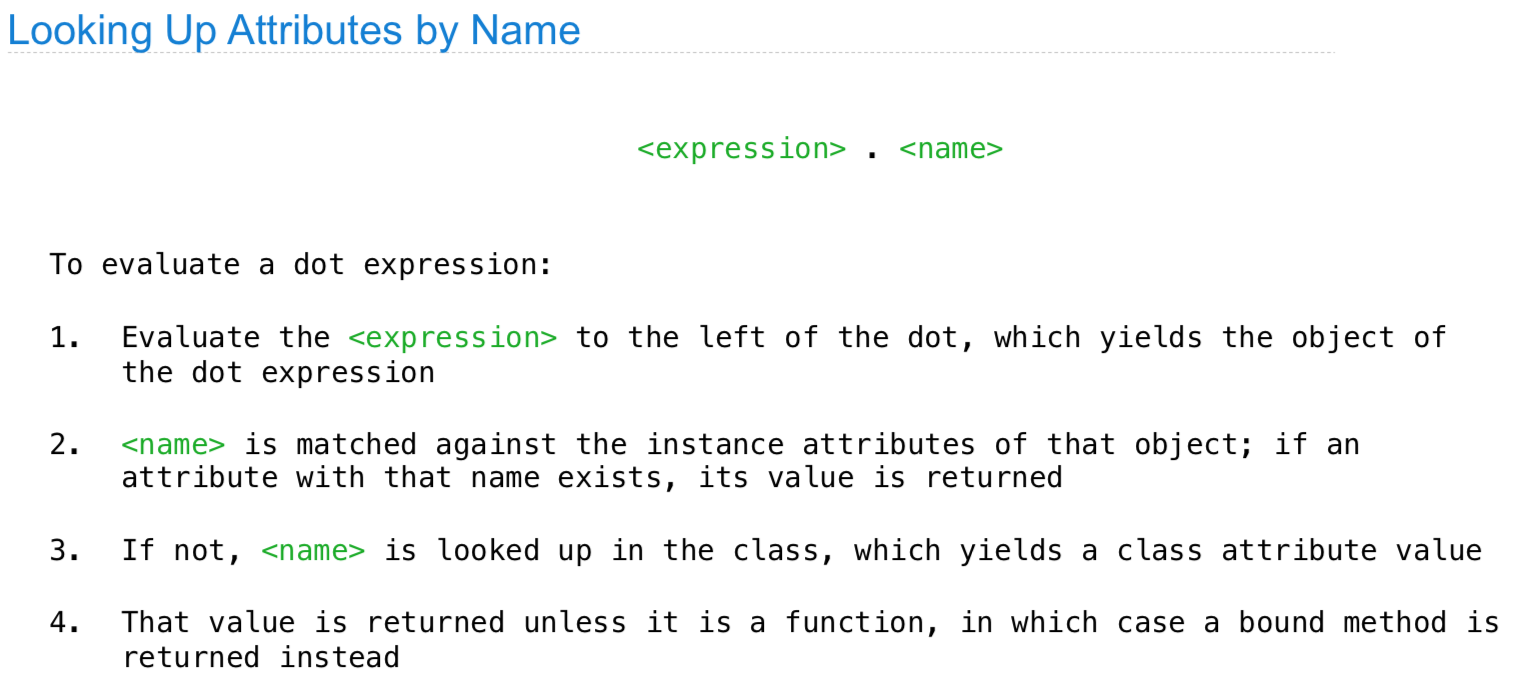 Looking Up Attributes by Name
<expression> . <name>
To evaluate a dot expression:
1. Evaluate the <expression> to the left of the dot, which yields the object of
the dot expression
2. <name> is matched against the instance attributes of that object; if an
attribute with that name exists, its value is returned
3. If not, <name> is looked up in the class, which yields a class attribute value
4. That value is returned unless it is a function, in which case a bound method is
returned instead